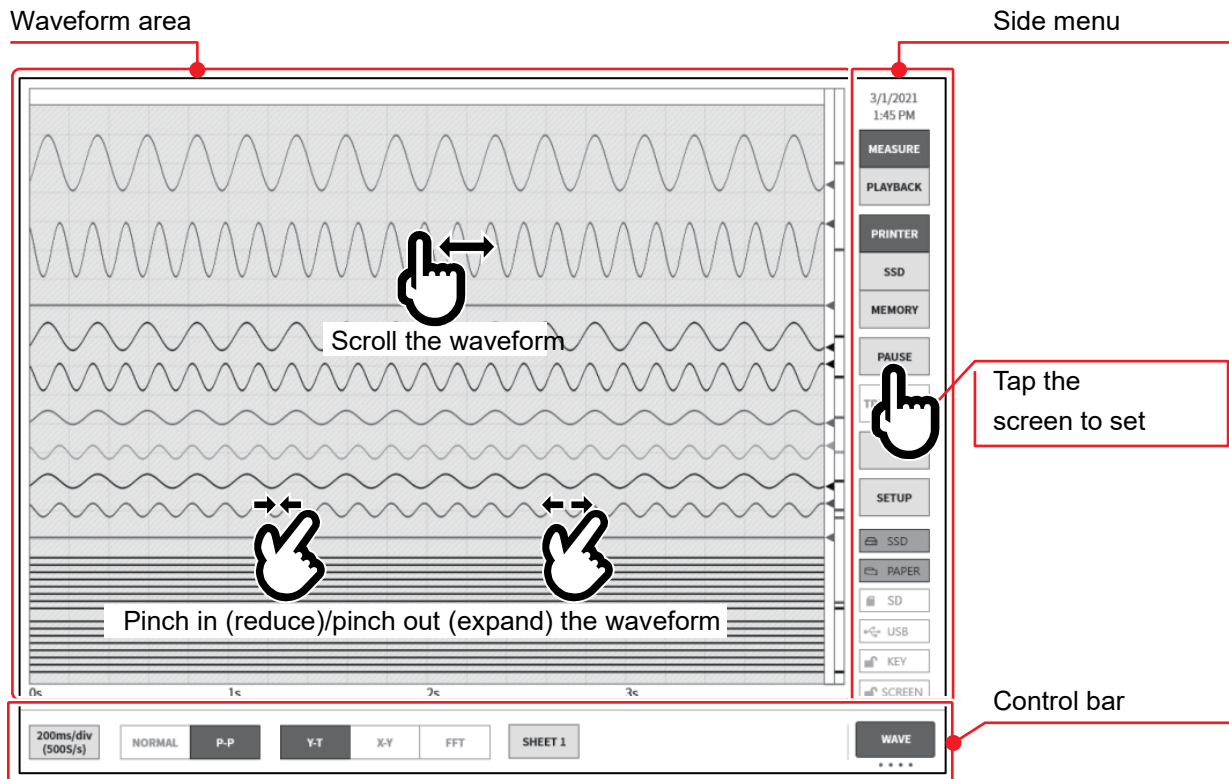 Waveform area
Side menu
3/1/2021
1:45 PM
MEASURE
PLAYBACK
PRINTER
SSD
MEMORY
Scroll the waveform
PAUSE
Tap the
screen to set
SETUP
SSD
PAPER
Pinch in (reduce)/pinch out (expand) the waveform
SD
USB
KEY
SCREEN
0s 1s 2s 3s
Control bar
200ms/div
(500S/s)
NORMAL P-P Y-T X-Y FFT SHEET 1 WAVE